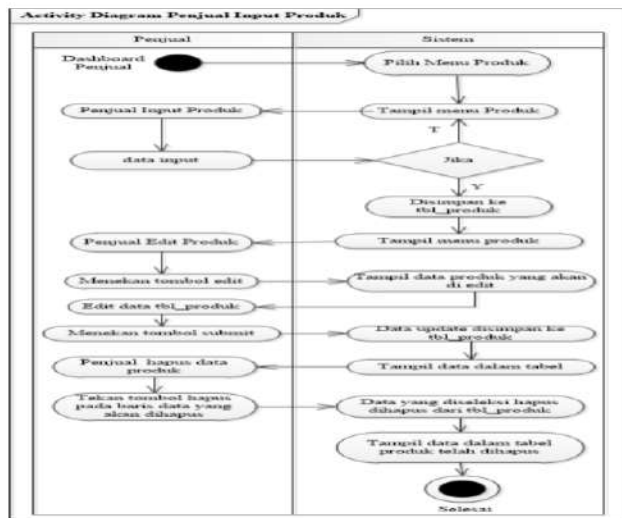 Activity Diagram Penjual Input Produk
Penjual
Sistem
Dashboard
Penjual
Pilih Menu Produk
Penjual Input Produk
Tampil menu Produk
T
data input
Jika
Y
Disimpan ke
tbl_produk
Penjual Edit Produk
Tampil menu produk
Menekan tombol edit
Tampil data produk yang akan
di edit
Edit data tbl_produk
Menekan tombol submit
Data update disimpan ke
tbl_produk
Penjual hapus data
produk
Tampil data dalam tabel
Tekan tombol hapus
pada baris data yang
akan dihapus
Data yang diseleksi hapus
dihapus dari tbl_produk
Tampil data dalam tabel
produk telah dihapus
Selesai